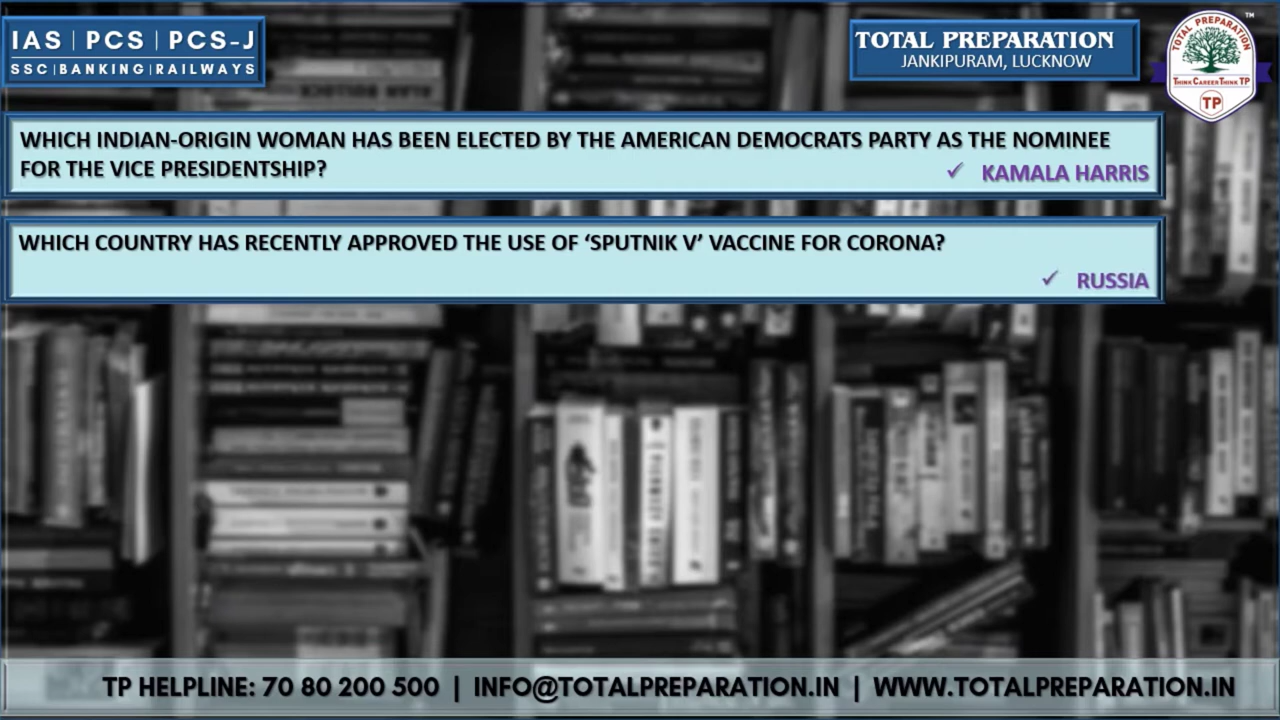 IAS | PCS | PCS-J
SSC|BANKING|RAILWAYS
TOTAL PREPARATION
JANKIPURAM, LUCKNOW
TOTAL PREPARATION
TM
THINK CAREER THINK TP
TP
WHICH INDIAN-ORIGIN WOMAN HAS BEEN ELECTED BY THE AMERICAN DEMOCRATS PARTY AS THE NOMINEE
FOR THE VICE PRESIDENTSHIP?
✓ KAMALA HARRIS
WHICH COUNTRY HAS RECENTLY APPROVED THE USE OF ‘SPUTNIK V’ VACCINE FOR CORONA?
✓ RUSSIA
TP HELPLINE: 70 80 200 500 | INFO@TOTALPREPARATION.IN | WWW.TOTALPREPARATION.IN